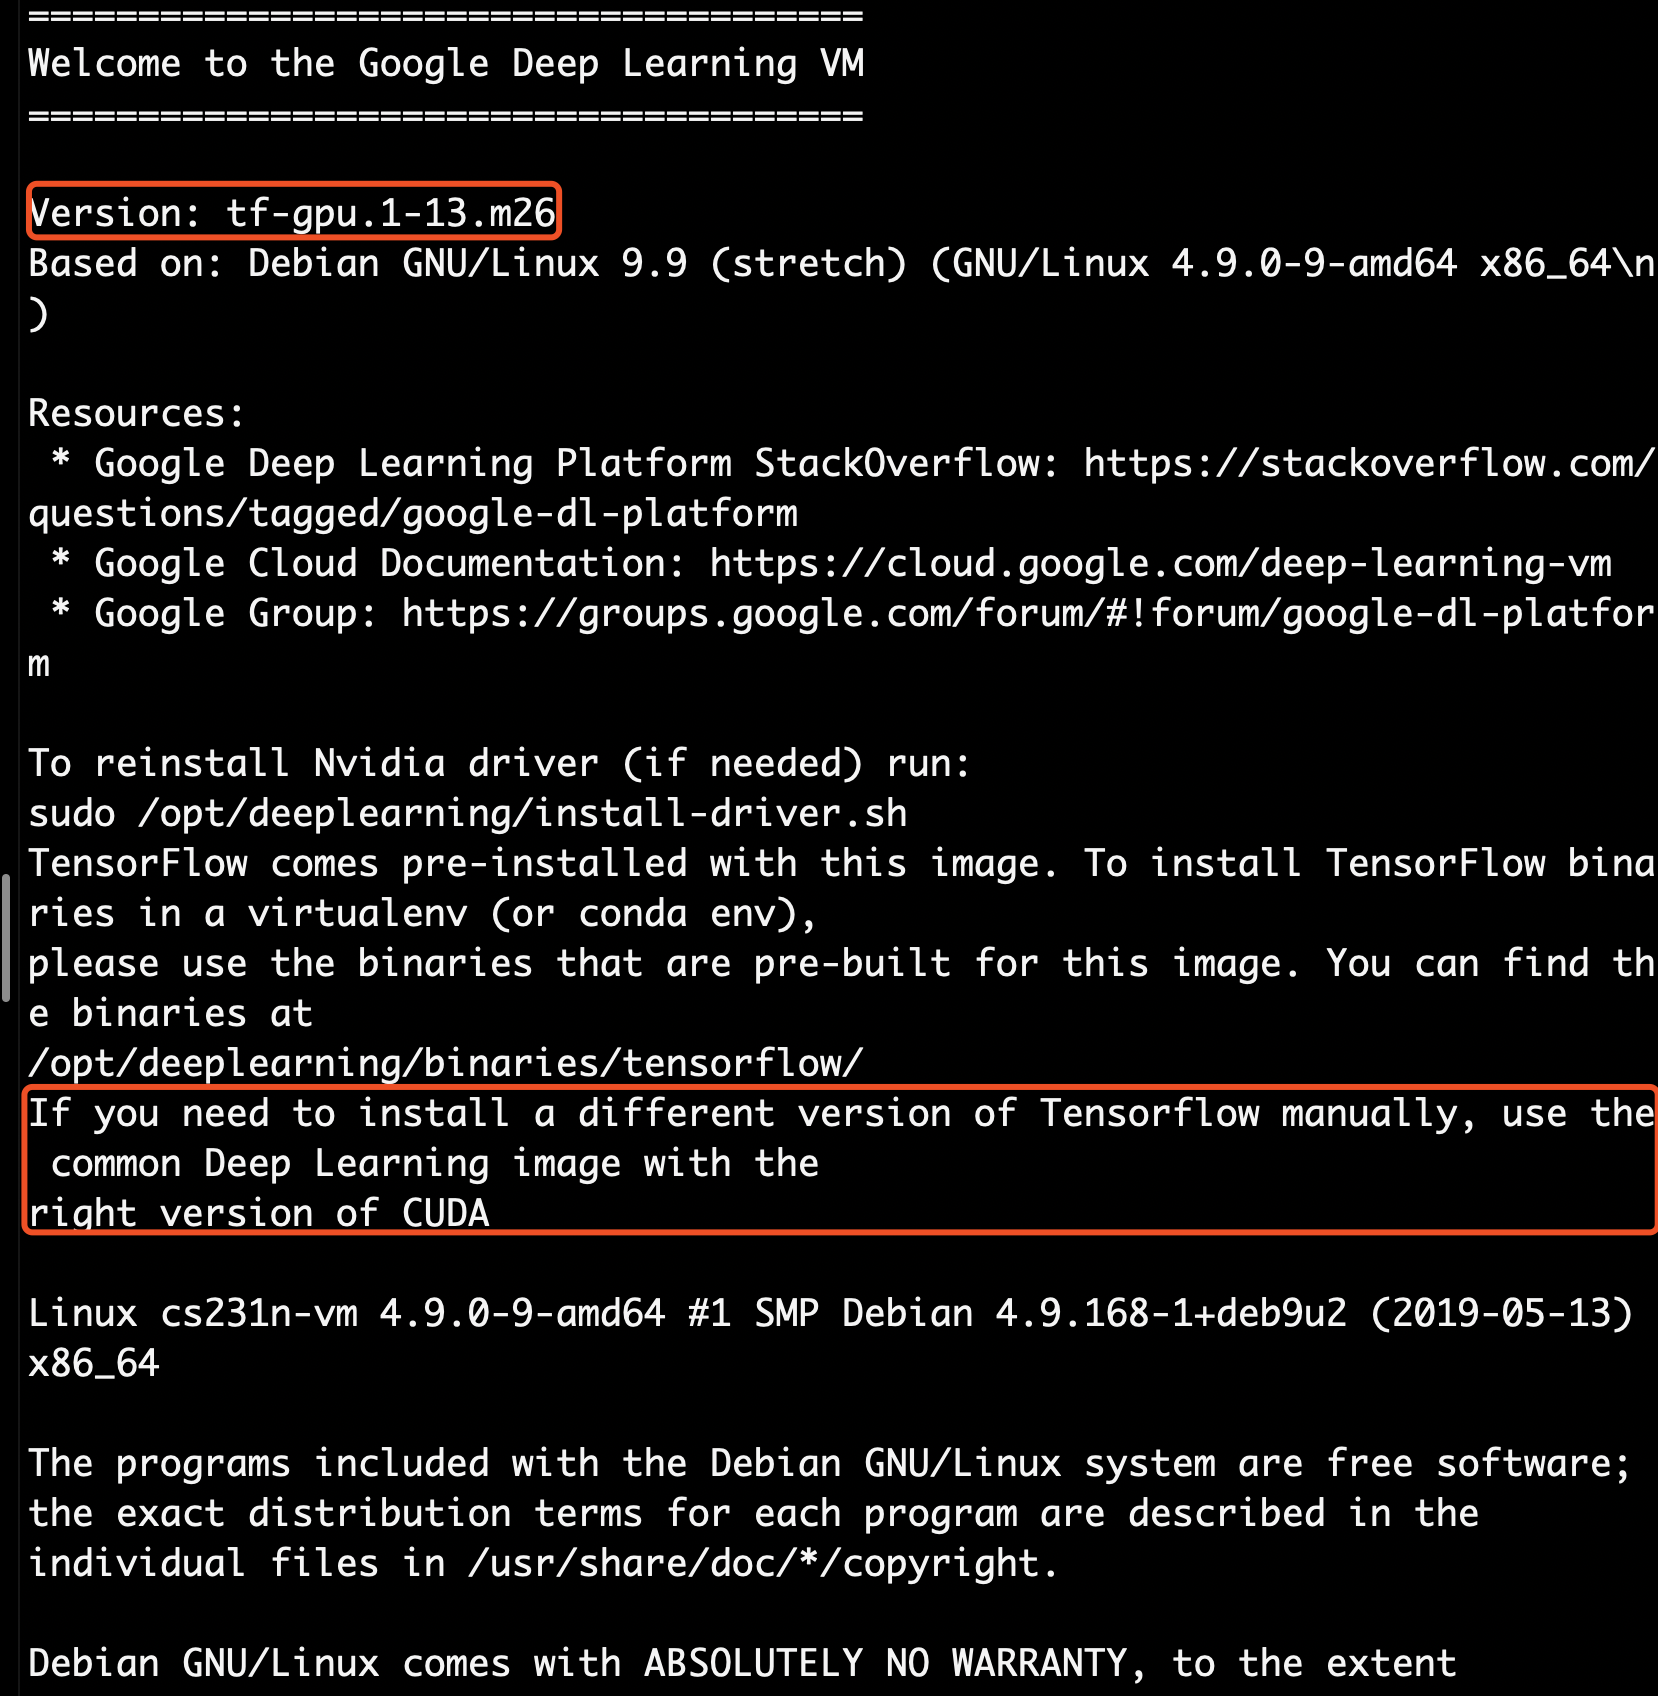 ======================================
Welcome to the Google Deep Learning VM
======================================
Version: tf-gpu.1-13.m26
Based on: Debian GNU/Linux 9.9 (stretch) (GNU/Linux 4.9.0-9-amd64 x86_64\n
)
Resources:
 * Google Deep Learning Platform StackOverflow: https://stackoverflow.com/
questions/tagged/google-dl-platform
 * Google Cloud Documentation: https://cloud.google.com/deep-learning-vm
 * Google Group: https://groups.google.com/forum/#!forum/google-dl-platfor
m
To reinstall Nvidia driver (if needed) run:
sudo /opt/deeplearning/install-driver.sh
TensorFlow comes pre-installed with this image. To install TensorFlow bina
ries in a virtualenv (or conda env),
please use the binaries that are pre-built for this image. You can find th
e binaries at
/opt/deeplearning/binaries/tensorflow/
If you need to install a different version of Tensorflow manually, use the
 common Deep Learning image with the
right version of CUDA
Linux cs231n-vm 4.9.0-9-amd64 #1 SMP Debian 4.9.168-1+deb9u2 (2019-05-13)
x86_64
The programs included with the Debian GNU/Linux system are free software;
the exact distribution terms for each program are described in the
individual files in /usr/share/doc/*/copyright.
Debian GNU/Linux comes with ABSOLUTELY NO WARRANTY, to the extent